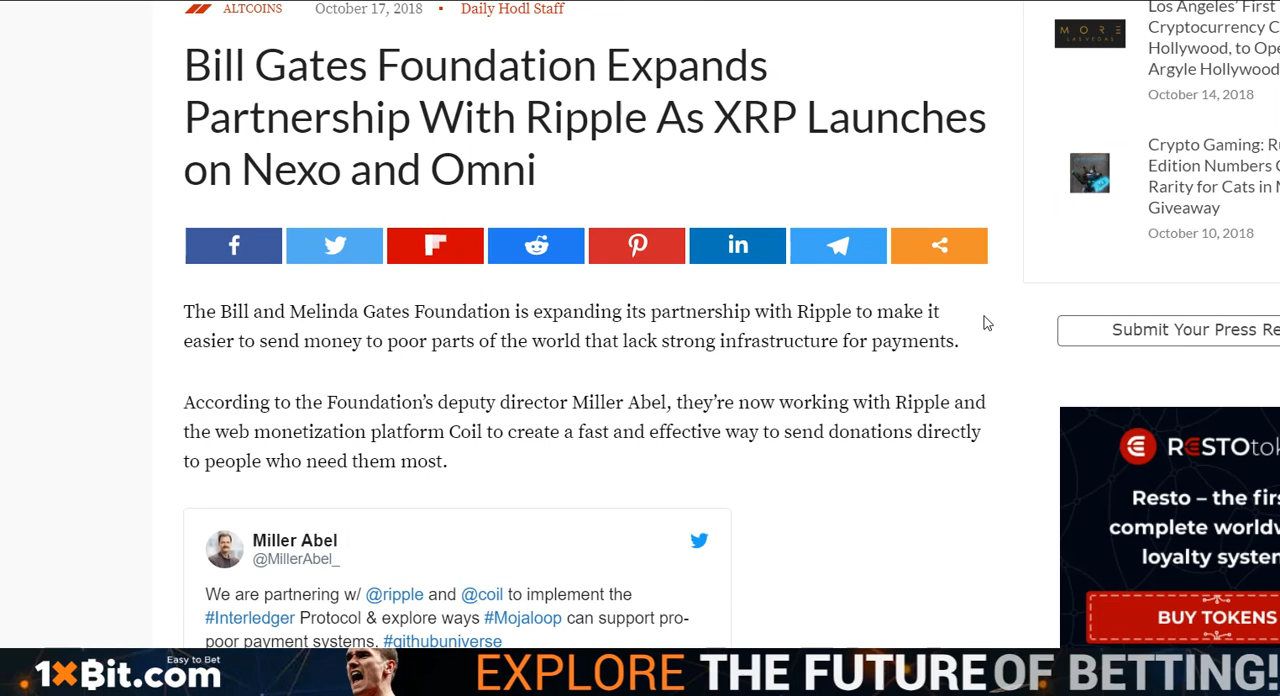 ALTCOINS October 17, 2018 • Daily Hodl Staff
Bill Gates Foundation Expands
Partnership With Ripple As XRP Launches
on Nexo and Omni
The Bill and Melinda Gates Foundation is expanding its partnership with Ripple to make it
easier to send money to poor parts of the world that lack strong infrastructure for payments.
According to the Foundation’s deputy director Miller Abel, they’re now working with Ripple and
the web monetization platform Coil to create a fast and effective way to send donations directly
to people who need them most.
Miller Abel
@MillerAbel_
We are partnering w/ @ripple and @coil to implement the
#Interledger Protocol & explore ways #Mojaloop can support pro-
poor payment systems. #githubuniverse
Los Angeles’ First
Cryptocurrency C
Hollywood, to Ope
Argyle Hollywood
October 14, 2018
MORE
LAS VEGAS
Crypto Gaming: Ru
Edition Numbers C
Rarity for Cats in M
Giveaway
October 10, 2018
Submit Your Press Re
RESTOtok
Resto – the firs
complete worldw
loyalty system
BUY TOKENS
1XBit.com
Easy to Bet
EXPLORE THE FUTURE OF BETTING!